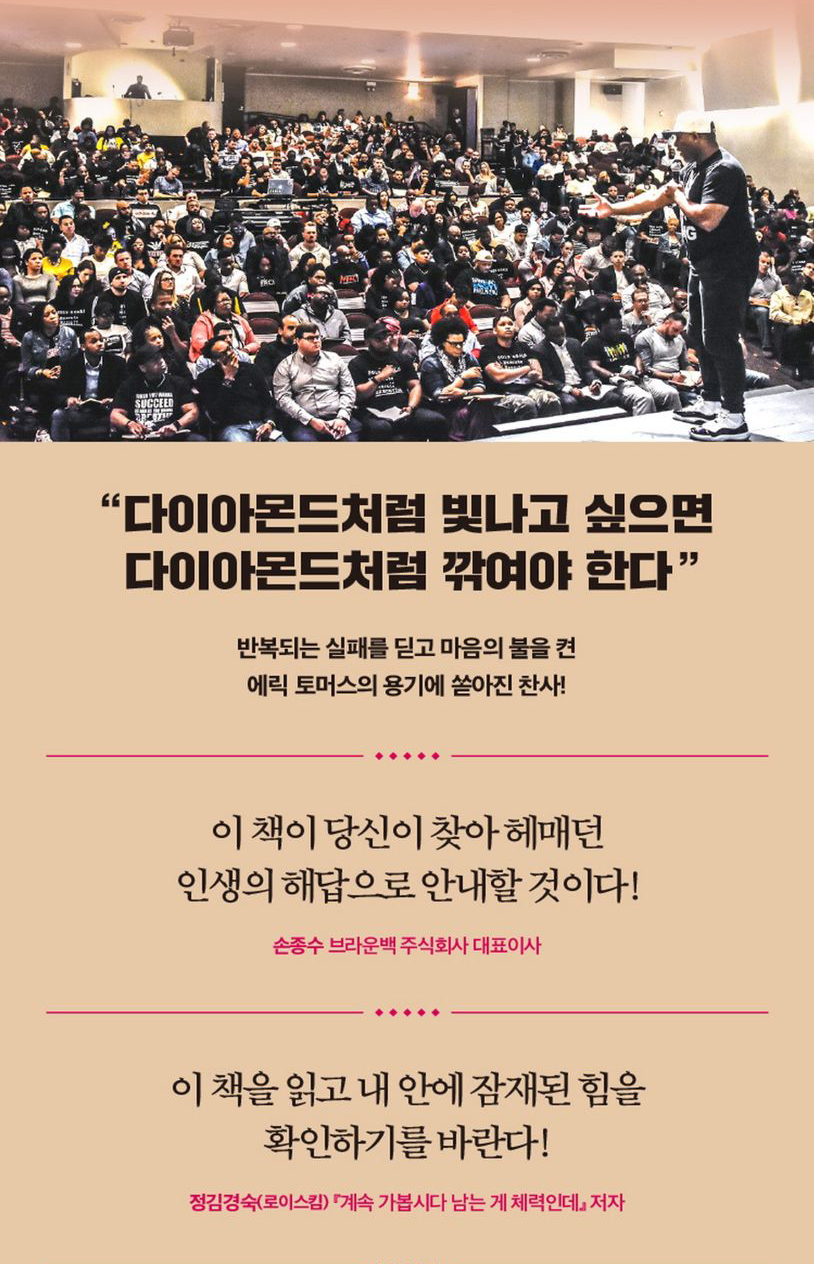 “다이아몬드처럼 빛나고 싶으면
다이아몬드처럼 깎여야 한다”
반복되는 실패를 딛고 마음의 불을 켠
에릭 토머스의 용기에 쏟아진 찬사!
이 책이 당신이 찾아 헤매던
인생의 해답으로 안내할 것이다!
손종수 브라운백 주식회사 대표이사
이 책을 읽고 내 안에 잠재된 힘을
확인하기를 바란다!
정김경숙(로이스킴) 『계속 가봅시다 남는 게 체력인데』 저자